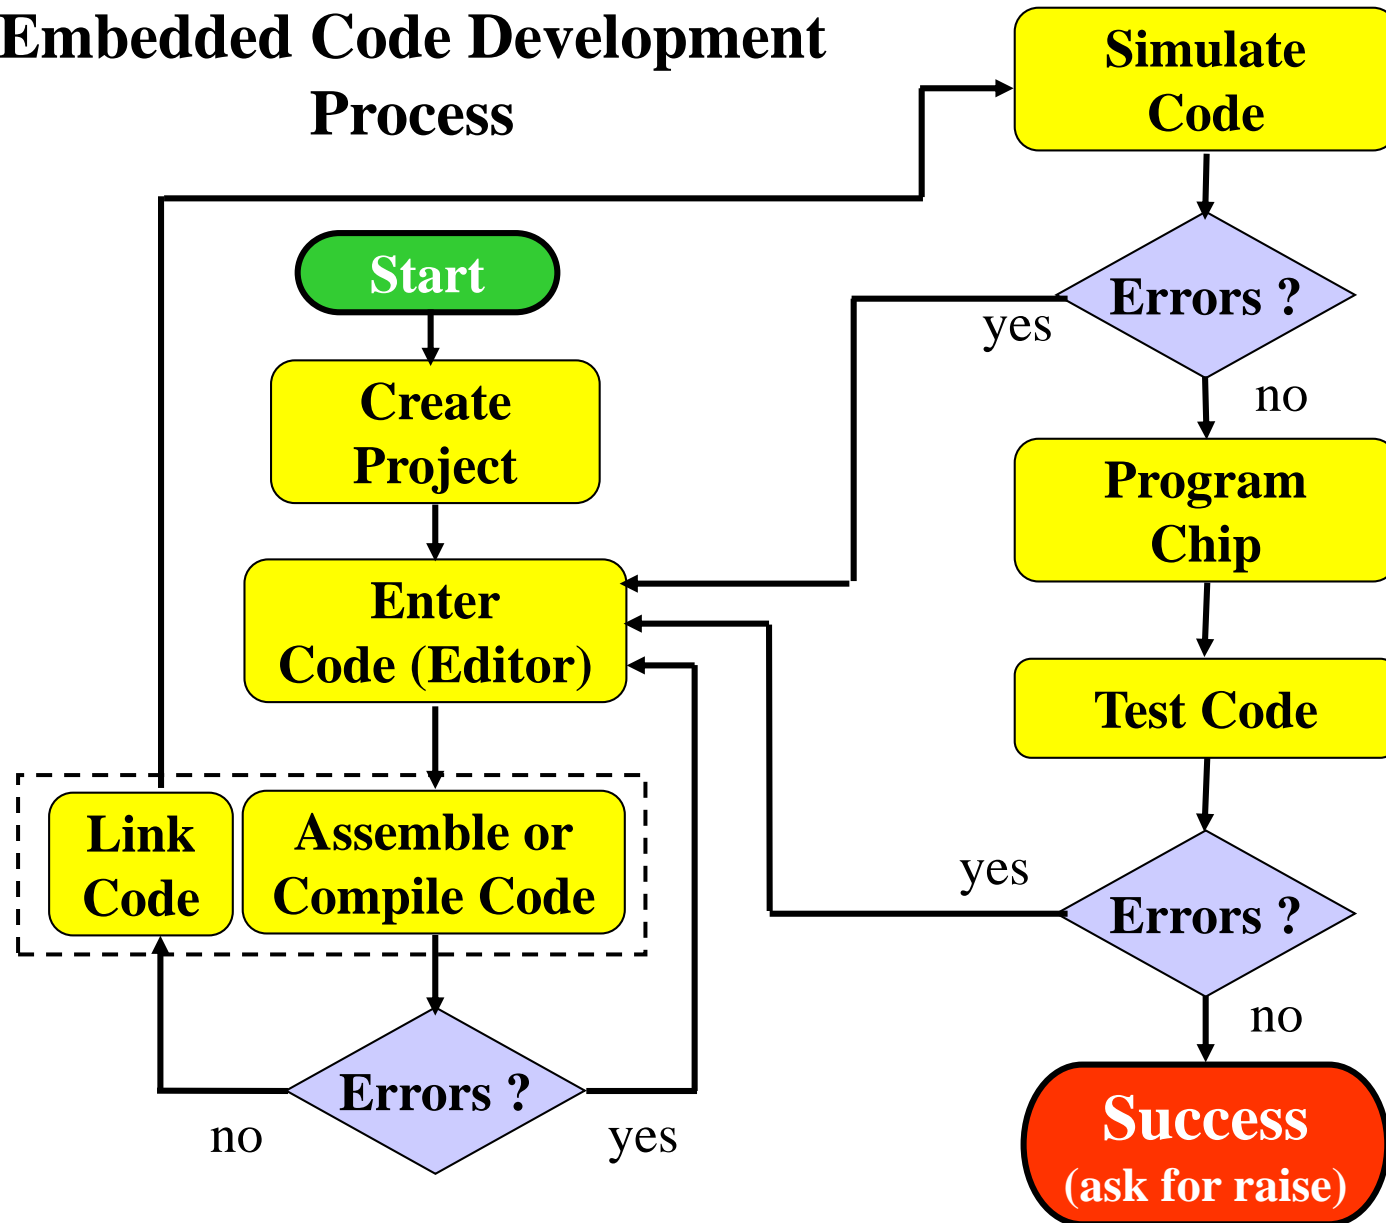 Embedded Code Development
Process
Start
Create
Project
Enter
Code (Editor)
Link
Code
Assemble or
Compile Code
Errors ?
no
yes
Simulate
Code
Errors ?
yes
no
Program
Chip
Test Code
Errors ?
yes
no
Success
(ask for raise)